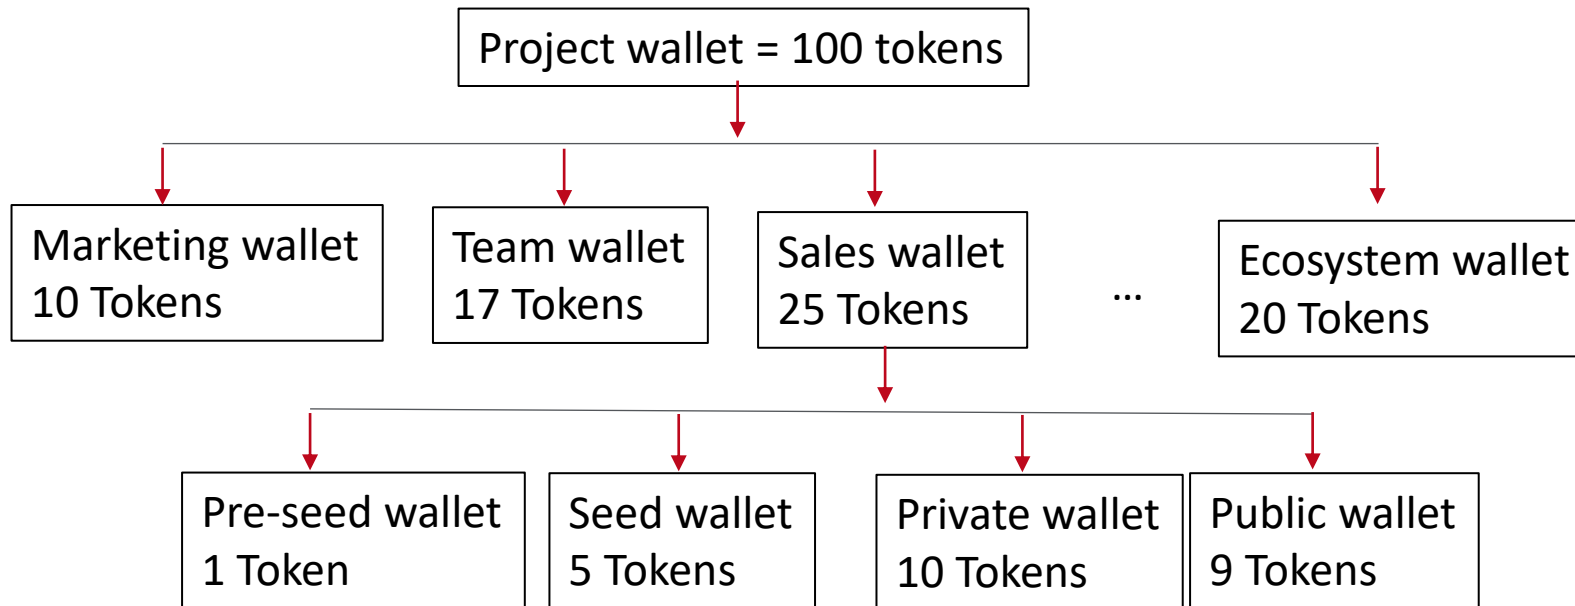 Project wallet = 100 tokens
Marketing wallet
10 Tokens
Team wallet
17 Tokens
Sales wallet
25 Tokens
...
Ecosystem wallet
20 Tokens
Pre-seed wallet
1 Token
Seed wallet
5 Tokens
Private wallet
10 Tokens
Public wallet
9 Tokens